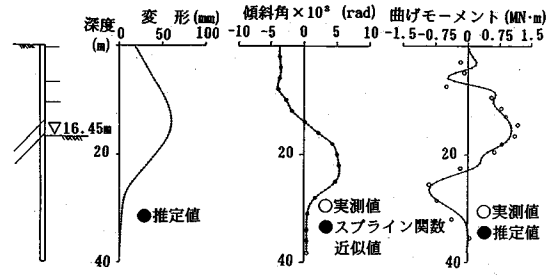 深度
(m)
0
▽16.45m
20
40
変形(mm)
0 50 100
●推定値
傾斜角×10³ (rad)
-10 -5 0 5 10
20
40
○実測値
●スプライン関数
近似値
曲げモーメント(MN·m)
-1.5 -0.75 0 0.75 1.5
20
40
○実測値
●推定値